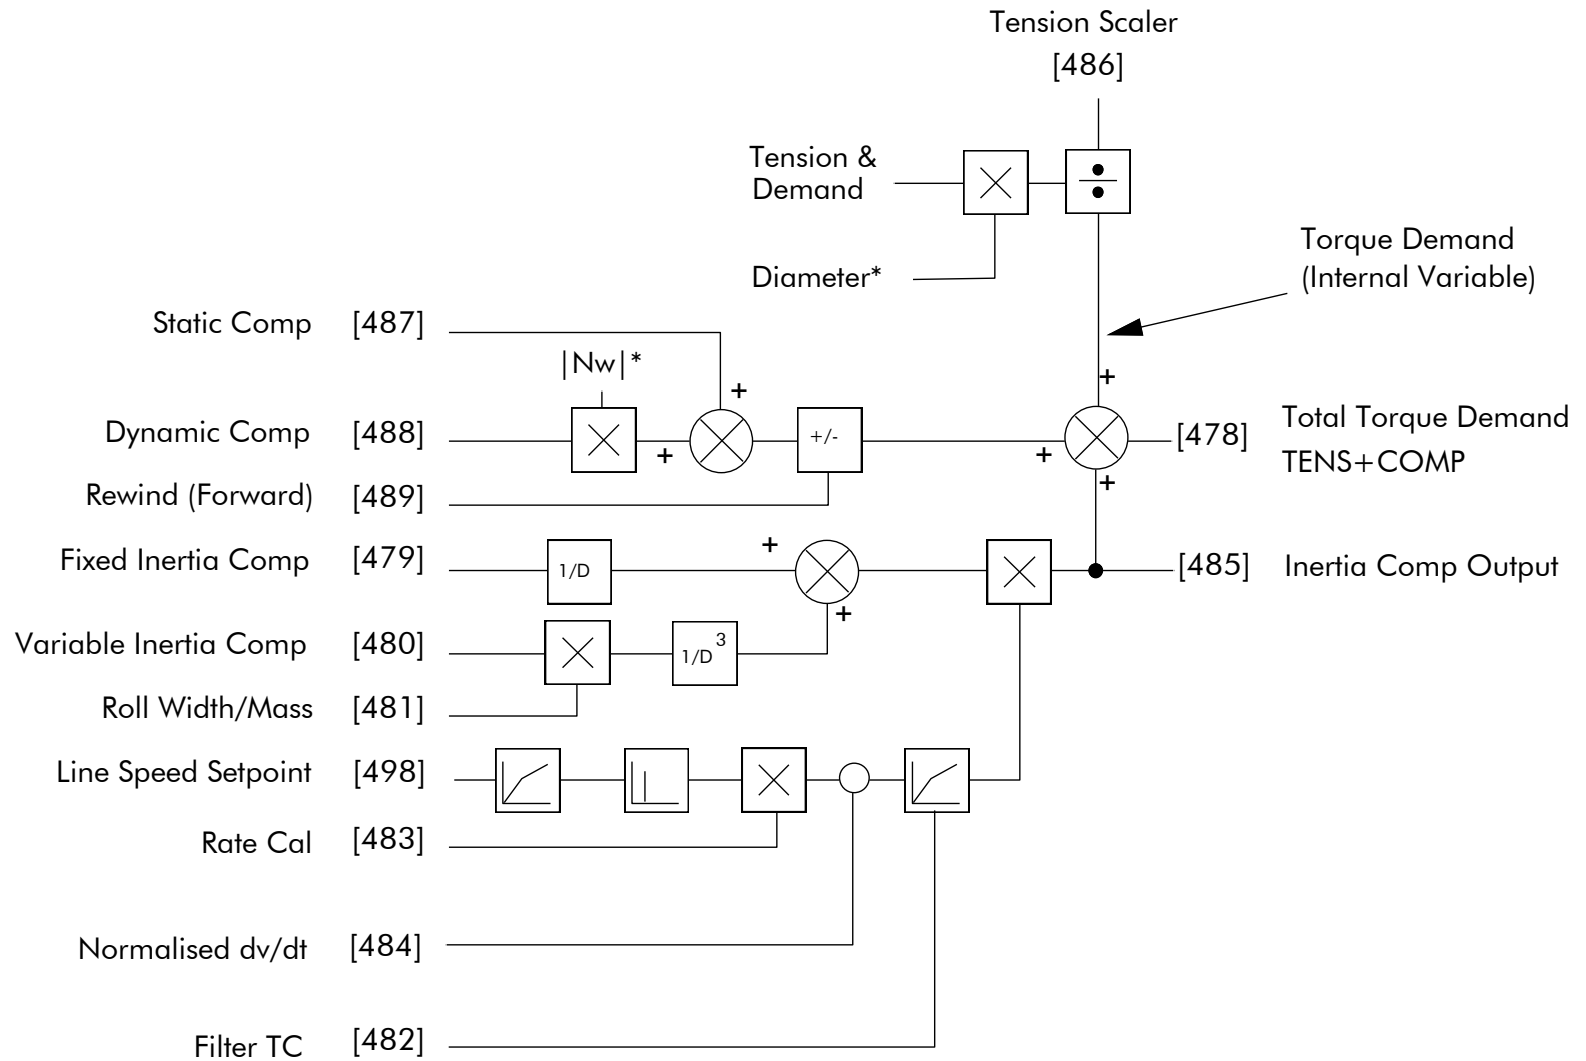 Tension Scaler
[486]
Tension &
Demand
Diameter*
Torque Demand
(Internal Variable)
Static Comp [487]
|Nw|*
+
+
Dynamic Comp [488]
+
+/-
+
[478] Total Torque Demand
TENS+COMP
+
Rewind (Forward) [489]
Fixed Inertia Comp [479]
1/D
+
[485] Inertia Comp Output
+
Variable Inertia Comp [480]
1/D 3
Roll Width/Mass [481]
Line Speed Setpoint [498]
Rate Cal [483]
Normalised dv/dt [484]
Filter TC [482]